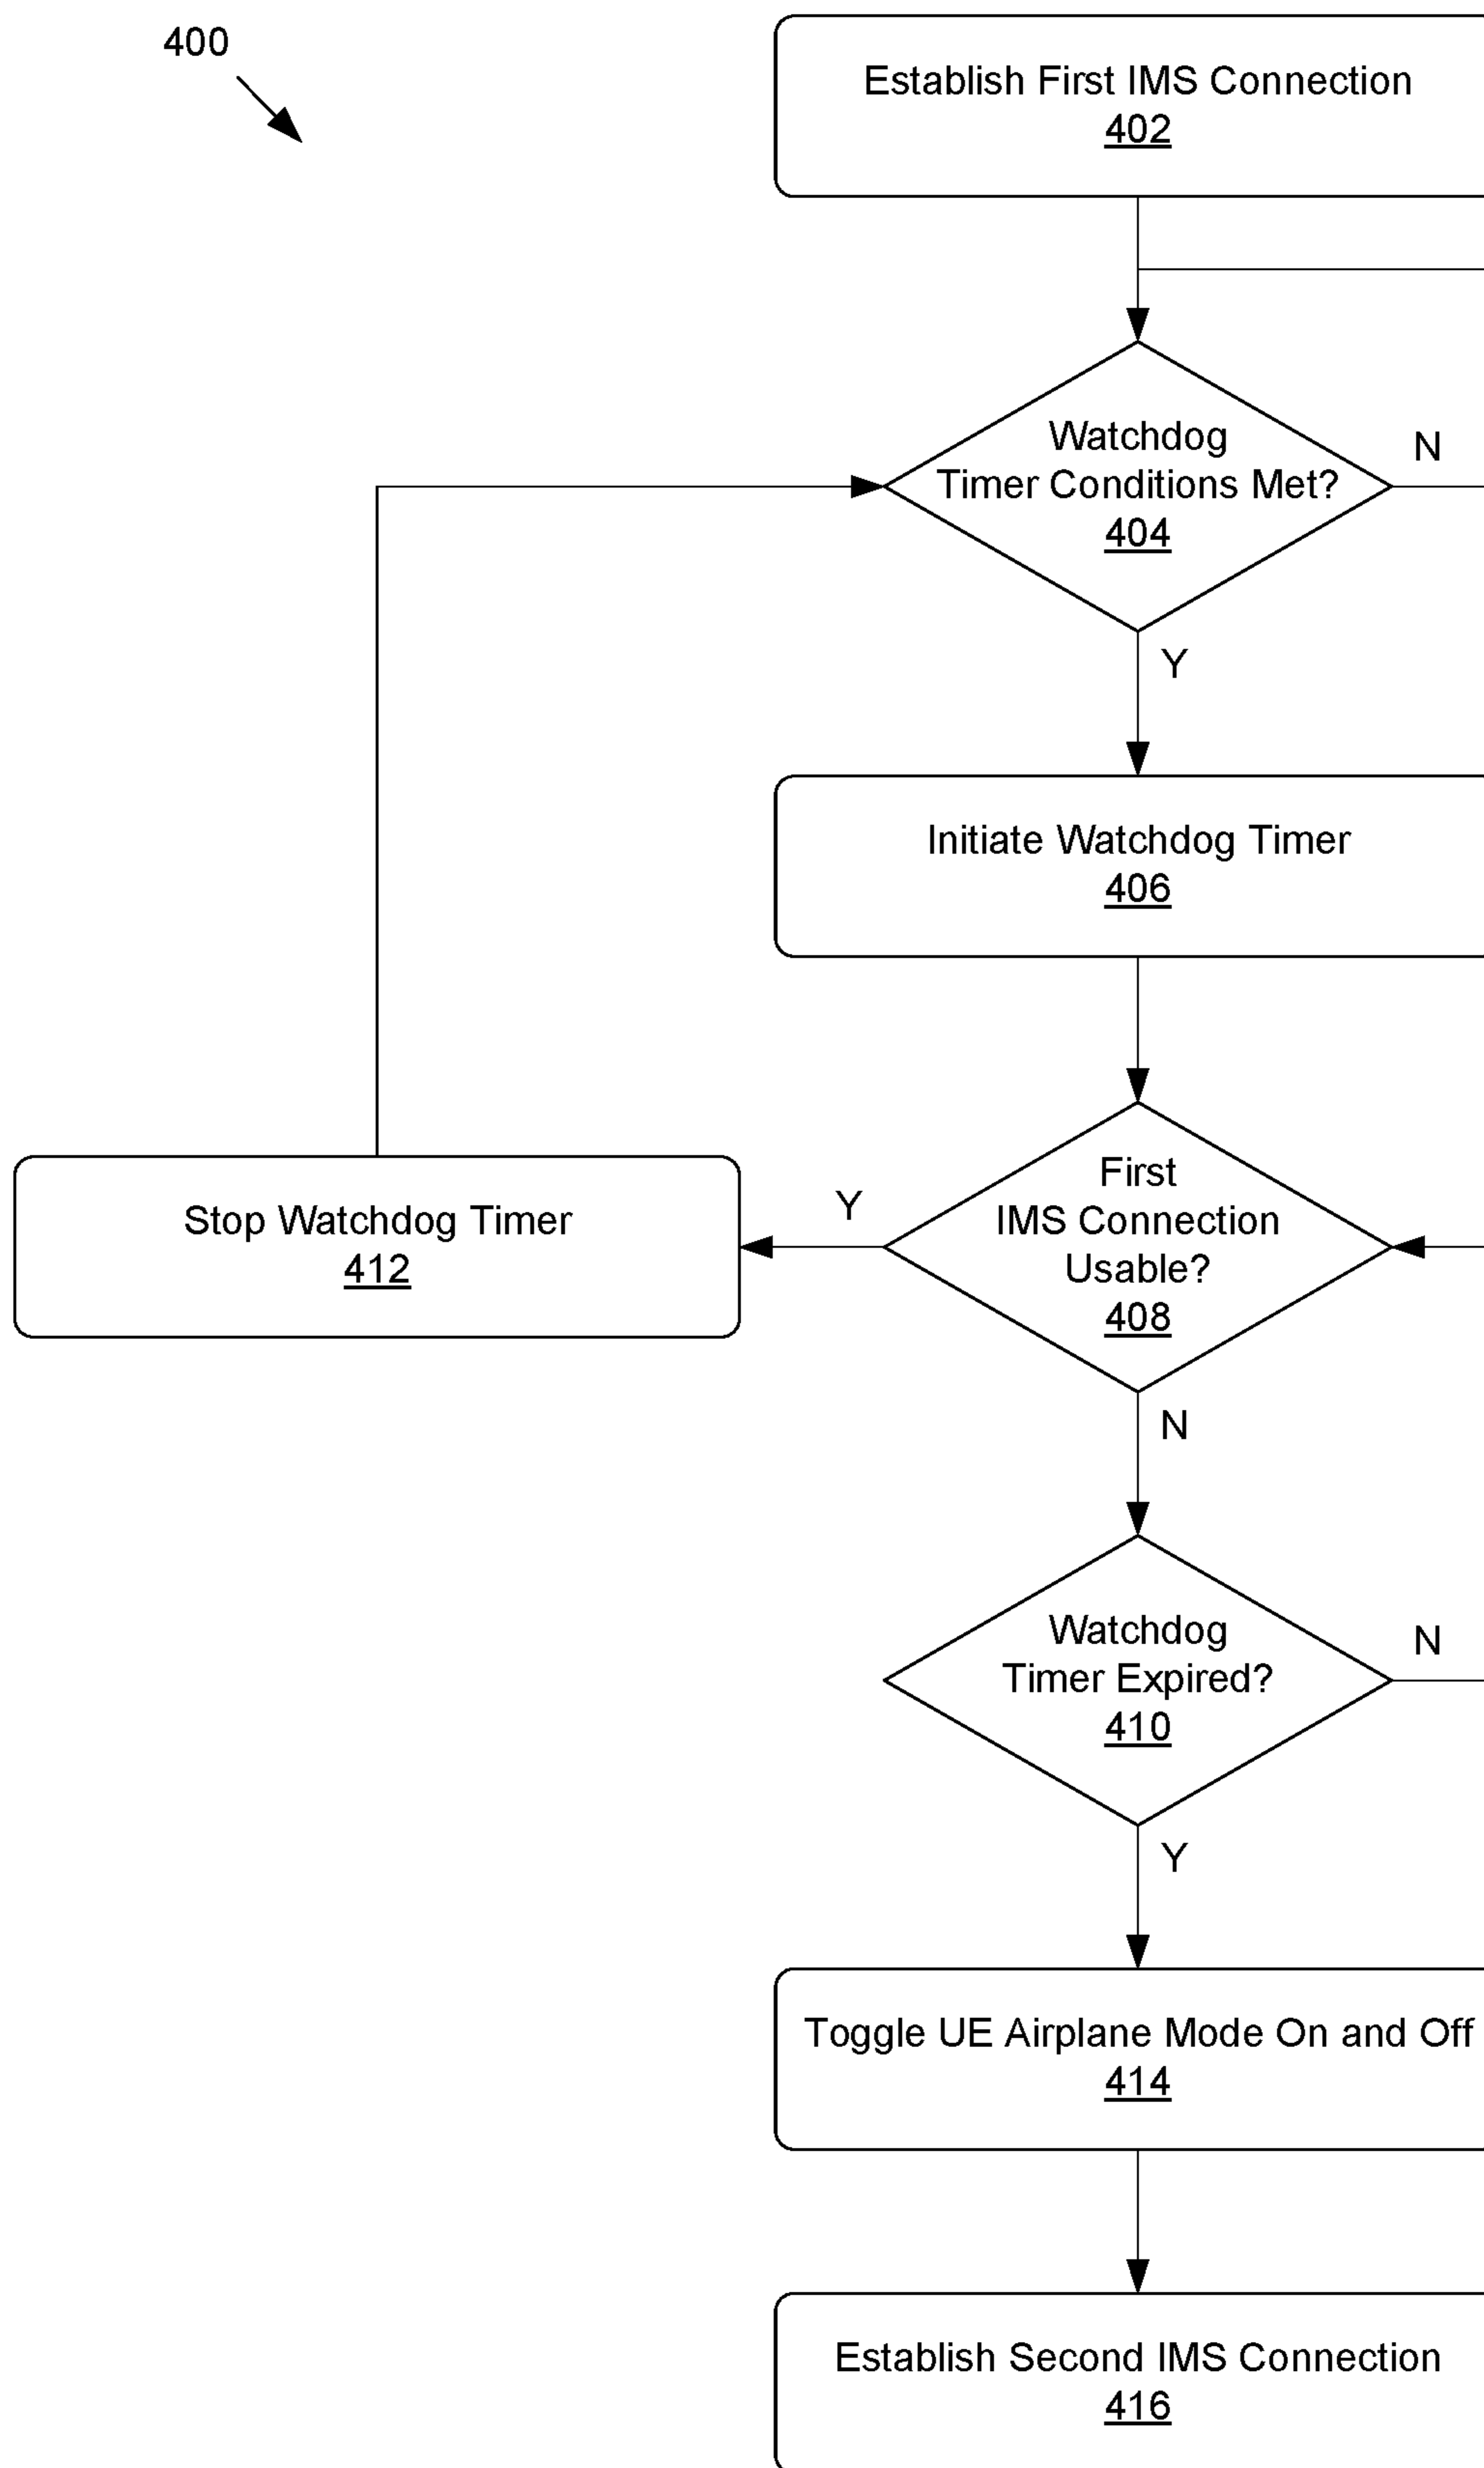 400
Establish First IMS Connection
402
Watchdog
Timer Conditions Met?
404
N
Y
Initiate Watchdog Timer
406
First
IMS Connection
Usable?
408
Y
Stop Watchdog Timer
412
N
Watchdog
Timer Expired?
410
N
Y
Toggle UE Airplane Mode On and Off
414
Establish Second IMS Connection
416